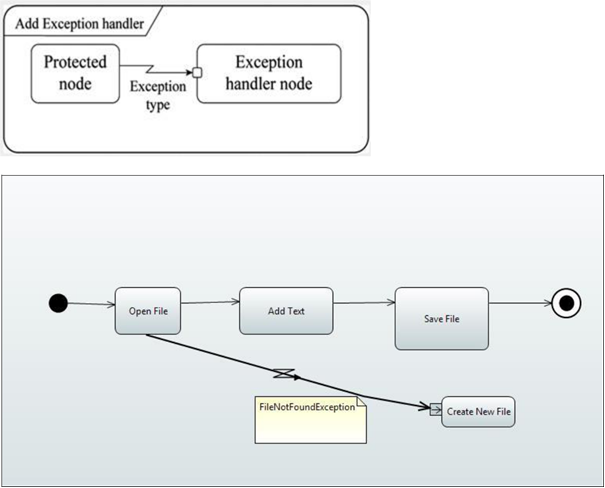 Add Exception handler
Protected
node
Exception
type
Exception
handler node
Open File
Add Text
Save File
FileNotFoundException
Create New File